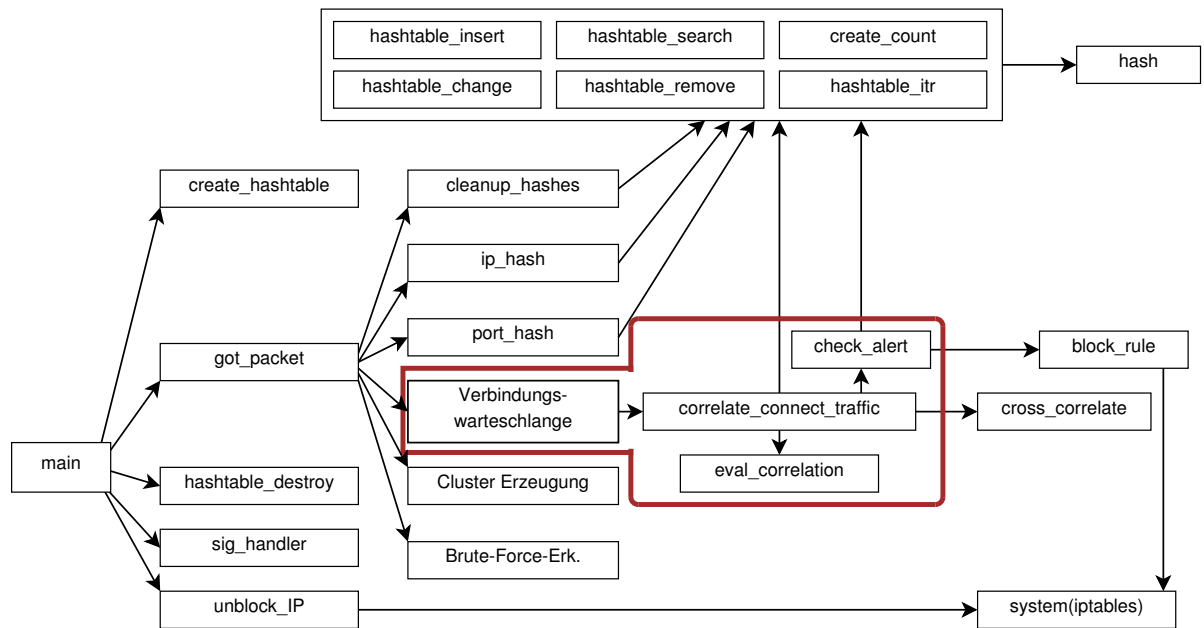 hashtable_insert
hashtable_search
create_count
hash
hashtable_change
hashtable_remove
hashtable_itr
create_hashtable
cleanup_hashes
ip_hash
port_hash
got_packet
check_alert
block_rule
Verbindungs-
warteschlange
correlate_connect_traffic
cross_correlate
main
eval_correlation
hashtable_destroy
Cluster Erzeugung
sig_handler
Brute-Force-Erk.
unblock_IP
system(iptables)